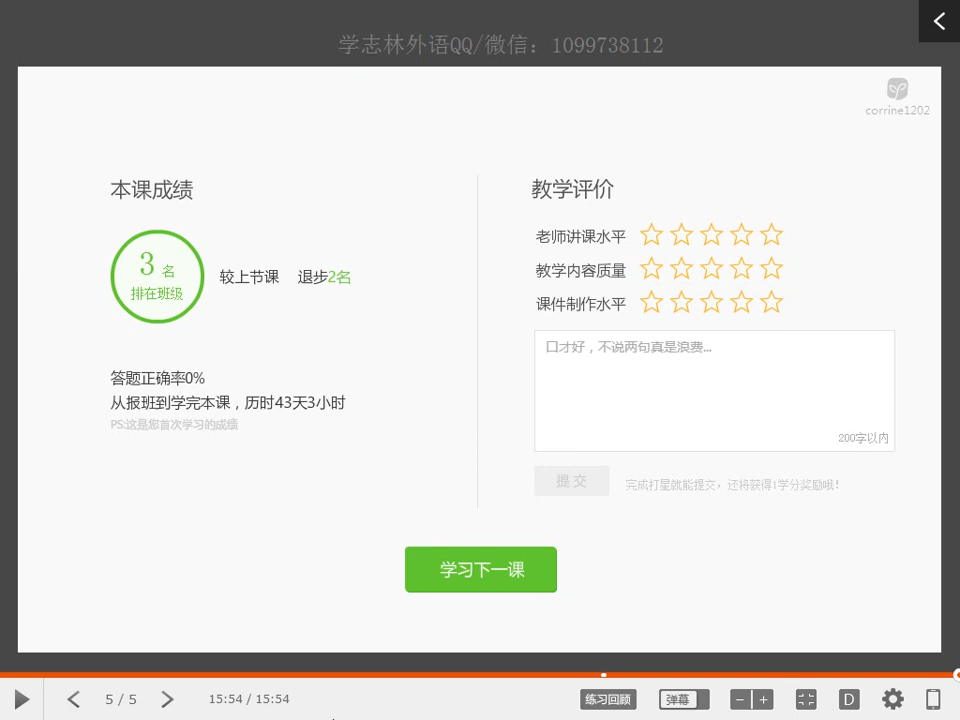 学志林外语QQ/微信：1099738112
corrine1202
本课成绩
3 名
排在班级
较上节课 退步2名
答题正确率0%
从报班到学完本课，历时43天3小时
PS:这是您首次学习的成绩
教学评价
老师讲课水平
教学内容质量
课件制作水平
口才好，不说两句真是浪费...
200字以内
提 交
完成打星就能提交，还将获得1学分奖励哦！
学习下一课
5 / 5
15:54 / 15:54
练习回顾
弹幕
D